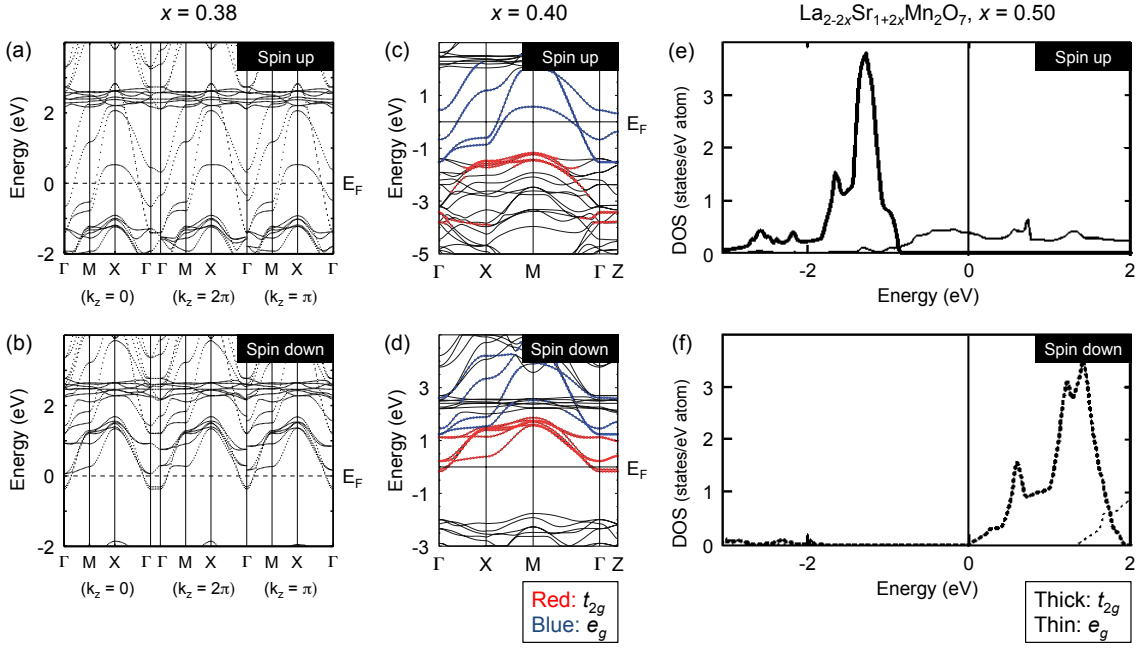 x = 0.38
x = 0.40
La2-2xSr1+2xMn2O7, x = 0.50
(a)
Spin up
Energy (eV)
2
0
-2
EF
Γ M X Γ Γ M X Γ M X Γ
(kz = 0) (kz = 2π) (kz = π)
(c)
Spin up
Energy (eV)
1
-1
-3
-5
EF
Γ X M Γ Z
(e)
Spin up
DOS (states/eV atom)
3
2
1
0
-2 0 2
Energy (eV)
(b)
Spin down
Energy (eV)
2
0
-2
EF
Γ M X Γ Γ M X Γ M X Γ
(kz = 0) (kz = 2π) (kz = π)
(d)
Spin down
Energy (eV)
3
1
-1
-3
EF
Γ X M Γ Z
Red: t2g
Blue: eg
(f)
Spin down
DOS (states/eV atom)
3
2
1
0
-2 0 2
Energy (eV)
Thick: t2g
Thin: eg